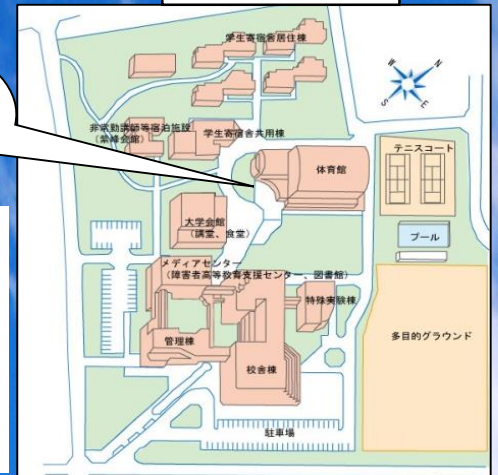 学生寄宿舎居住棟
W
N
S
E
非常勤講師等宿泊施設
（紫峰会館）
学生寄宿舎共用棟
体育館
テニスコート
大学会館
（講堂、食堂）
プール
メディアセンター
（障害者高等教育支援センター、図書館）
特殊実験棟
管理棟
校舎棟
多目的グラウンド
駐車場